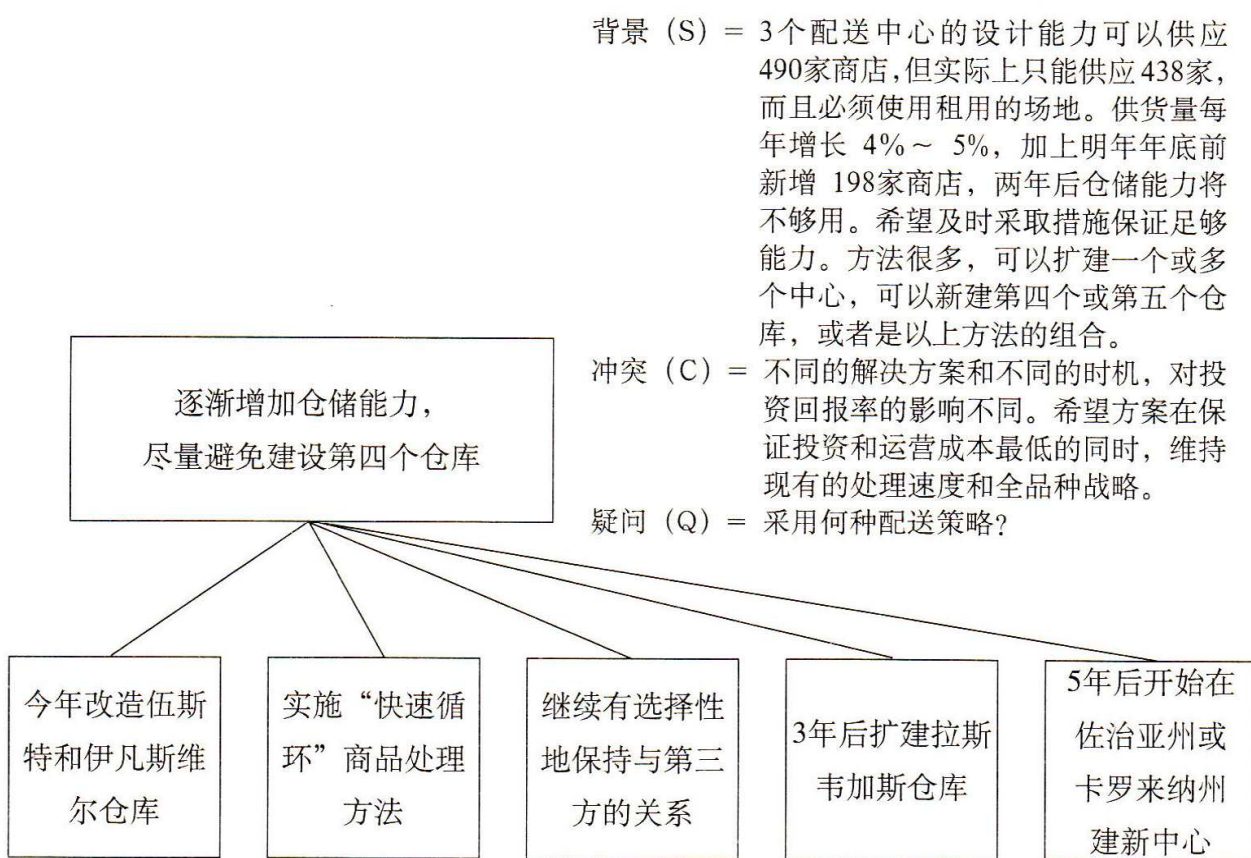 背景（S）= 3个配送中心的设计能力可以供应
490家商店,但实际上只能供应438家,
而且必须使用租用的场地。供货量每
年增长 4%～ 5%，加上明年年底前
新增 198家商店，两年后仓储能力将
不够用。希望及时采取措施保证足够
能力。方法很多，可以扩建一个或多
个中心，可以新建第四个或第五个仓
库，或者是以上方法的组合。
冲突（C）= 不同的解决方案和不同的时机，对投
资回报率的影响不同。希望方案在保
证投资和运营成本最低的同时，维持
现有的处理速度和全品种战略。
疑问（Q）= 采用何种配送策略?
逐渐增加仓储能力，
尽量避免建设第四个仓库
今年改造伍斯
特和伊凡斯维
尔仓库
实施“快速循
环”商品处理
方法
继续有选择性
地保持与第三
方的关系
3年后扩建拉斯
韦加斯仓库
5年后开始在
佐治亚州或
卡罗来纳州
建新中心